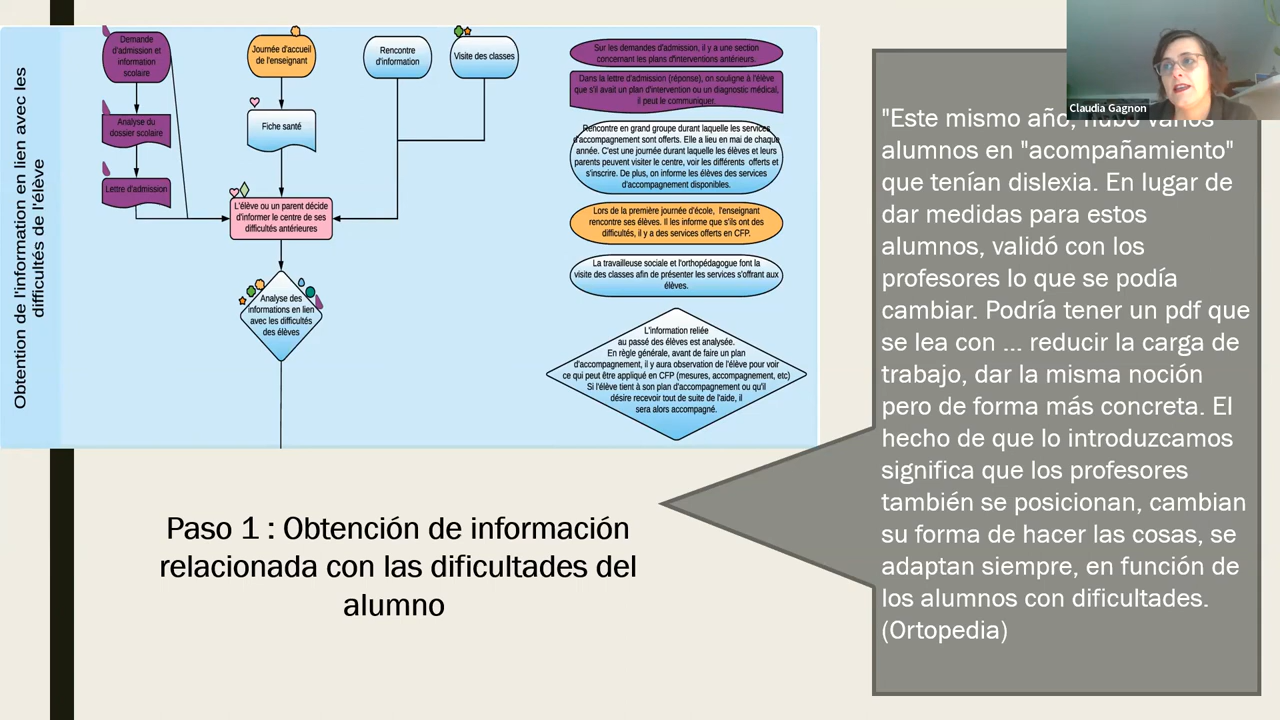 Obtention de l'information en lien avec les
difficultés de l'élève
Demande
d'admission et
information
scolaire
Analyse du
dossier scolaire
Lettre d'admission
Journée d'accueil
de l'enseignant
Fiche santé
L'élève ou un parent décide
d'informer le centre de ses
difficultés antérieures
Analyse des
informations en lien
avec les difficultés
des élèves
Rencontre
d'information
Visite des classes
Sur les demandes d'admission, il y a une section
concernant les plans d'interventions antérieurs.
Dans la lettre d'admission (réponse), on souligne à l'élève
que s'il avait un plan d'intervention ou un diagnostic médical,
il peut le communiquer.
Rencontre en grand groupe durant laquelle les services
d'accompagnement sont offerts. Elle a lieu en mai de chaque
année. C'est une journée durant laquelle les élèves et leurs
parents peuvent visiter le centre, voir les différents offerts et
s'inscrire. De plus, on informe les élèves des services
d'accompagnement disponibles.
Lors de la première journée d'école, l'enseignant
rencontre ses élèves. Il les informe que s'ils ont des
difficultés, il y a des services offerts en CFP.
La travailleuse sociale et l'orthopédagogue font la
visite des classes afin de présenter les services s'offrant aux
élèves.
L'information reliée
au passé des élèves est analysée.
En règle générale, avant de faire un plan
d'accompagnement, il y aura observation de l'élève pour voir
ce qui peut être appliqué en CFP (mesures, accompagnement, etc)
Si l'élève tient à son plan d'accompagnement ou qu'il
désire recevoir tout de suite de l'aide, il
sera alors accompagné.
Paso 1 : Obtención de información
relacionada con las dificultades del
alumno
Claudia Gagnon
"Este mismo año, hubo varios
alumnos en "acompañamiento"
que tenían dislexia. En lugar de
dar medidas para estos
alumnos, validó con los
profesores lo que se podía
cambiar. Podría tener un pdf que
se lea con ... reducir la carga de
trabajo, dar la misma noción
pero de forma más concreta. El
hecho de que lo introduzcamos
significa que los profesores
también se posicionan, cambian
su forma de hacer las cosas, se
adaptan siempre, en función de
los alumnos con dificultades.
(Ortopedia)